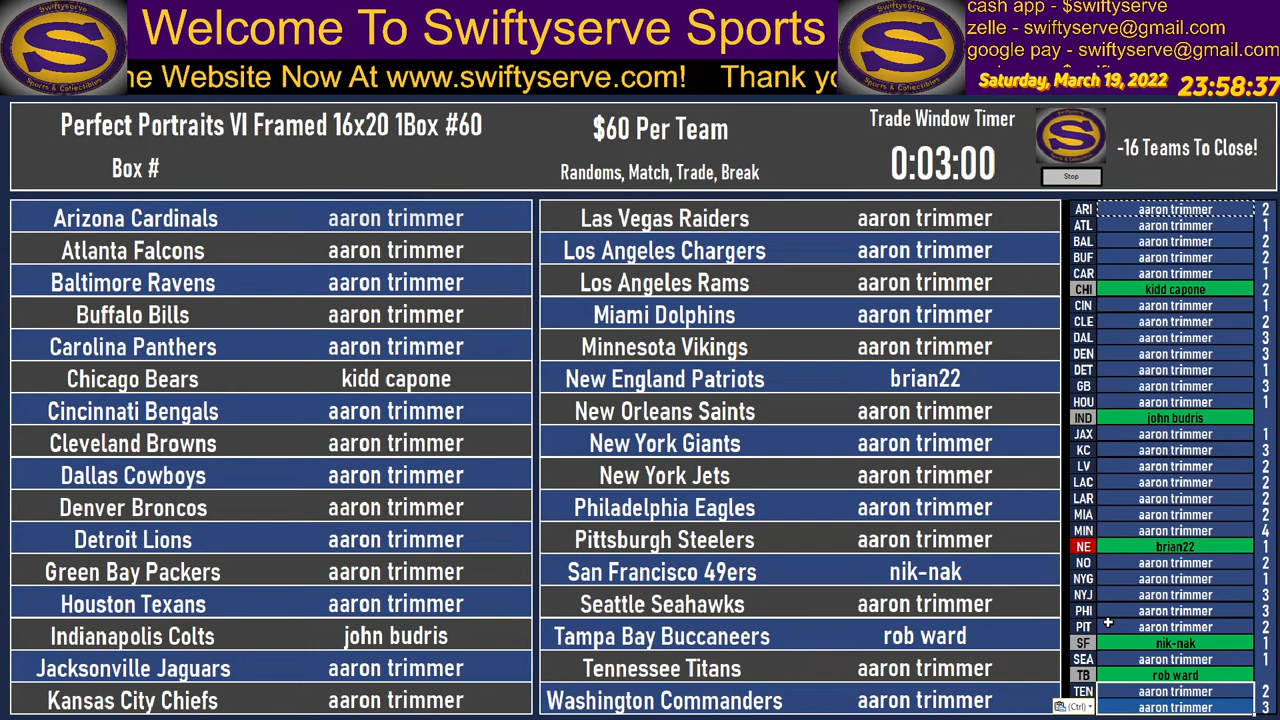 Welcome To Swiftyserve Sports
cash app - $swiftyserve
zelle - swiftyserve@gmail.com
google pay - swiftyserve@gmail.com
ne Website Now At www.swiftyserve.com! Thank yo
Saturday, March 19, 2022 23:58:37
Swiftyserve
S
Sports & Collectibles
Swiftyserve
S
Sports & Collectibles
Perfect Portraits VI Framed 16x20 1Box #60
Box #
$60 Per Team
Randoms, Match, Trade, Break
Trade Window Timer
0:03:00
Stop
-16 Teams To Close!
Arizona Cardinals aaron trimmer
Atlanta Falcons aaron trimmer
Baltimore Ravens aaron trimmer
Buffalo Bills aaron trimmer
Carolina Panthers aaron trimmer
Chicago Bears kidd capone
Cincinnati Bengals aaron trimmer
Cleveland Browns aaron trimmer
Dallas Cowboys aaron trimmer
Denver Broncos aaron trimmer
Detroit Lions aaron trimmer
Green Bay Packers aaron trimmer
Houston Texans aaron trimmer
Indianapolis Colts john budris
Jacksonville Jaguars aaron trimmer
Kansas City Chiefs aaron trimmer
Las Vegas Raiders aaron trimmer
Los Angeles Chargers aaron trimmer
Los Angeles Rams aaron trimmer
Miami Dolphins aaron trimmer
Minnesota Vikings aaron trimmer
New England Patriots brian22
New Orleans Saints aaron trimmer
New York Giants aaron trimmer
New York Jets aaron trimmer
Philadelphia Eagles aaron trimmer
Pittsburgh Steelers aaron trimmer
San Francisco 49ers nik-nak
Seattle Seahawks aaron trimmer
Tampa Bay Buccaneers rob ward
Tennessee Titans aaron trimmer
Washington Commanders aaron trimmer
ARI aaron trimmer 2
ATL aaron trimmer 1
BAL aaron trimmer 2
BUF aaron trimmer 2
CAR aaron trimmer 1
CHI kidd capone 2
CIN aaron trimmer 1
CLE aaron trimmer 2
DAL aaron trimmer 3
DEN aaron trimmer 3
DET aaron trimmer 1
GB aaron trimmer 3
HOU aaron trimmer 1
IND john budris
JAX aaron trimmer 1
KC aaron trimmer 3
LV aaron trimmer 2
LAC aaron trimmer 2
LAR aaron trimmer 2
MIA aaron trimmer 2
MIN aaron trimmer 4
NE brian22 1
NO aaron trimmer 2
NYG aaron trimmer 1
NYJ aaron trimmer 3
PHI aaron trimmer 3
PIT aaron trimmer 2
SF nik-nak 1
SEA aaron trimmer 1
TB rob ward
TEN aaron trimmer 2
(Ctrl) aaron trimmer 3